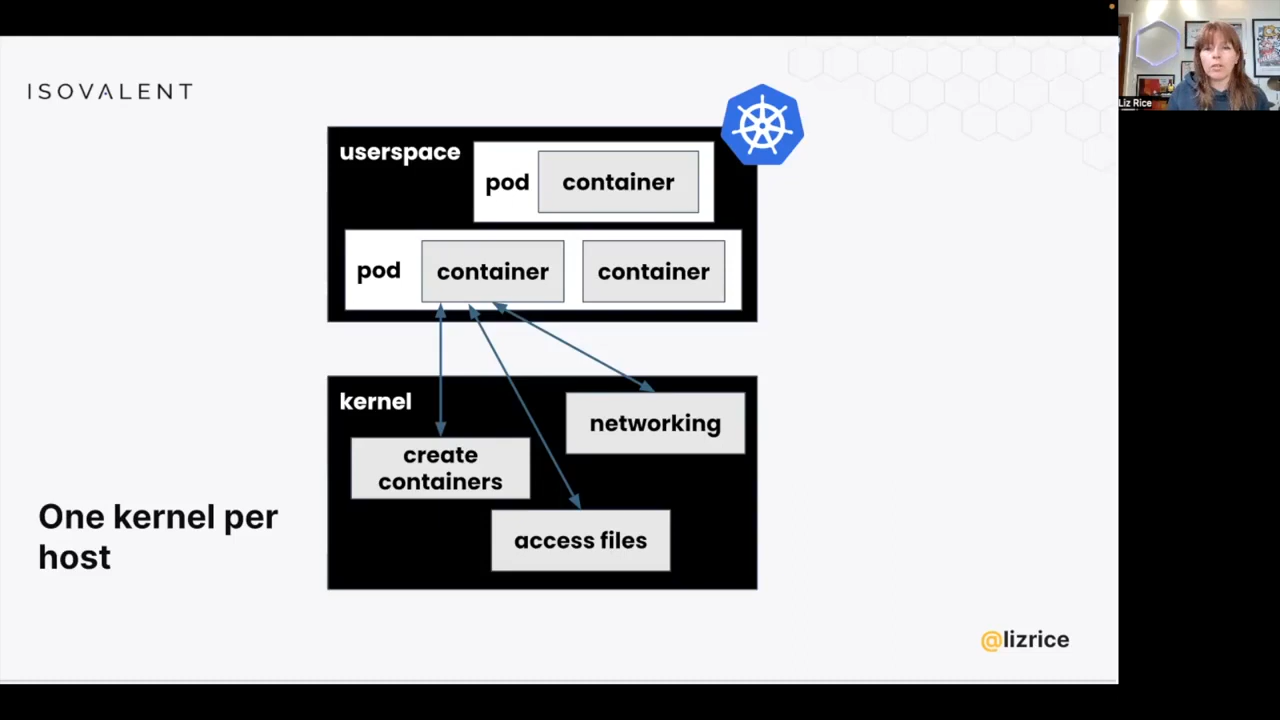 ISOVALENT
userspace
pod
container
pod
container
container
kernel
networking
create
containers
access files
One kernel per
host
@lizrice
Liz Rice